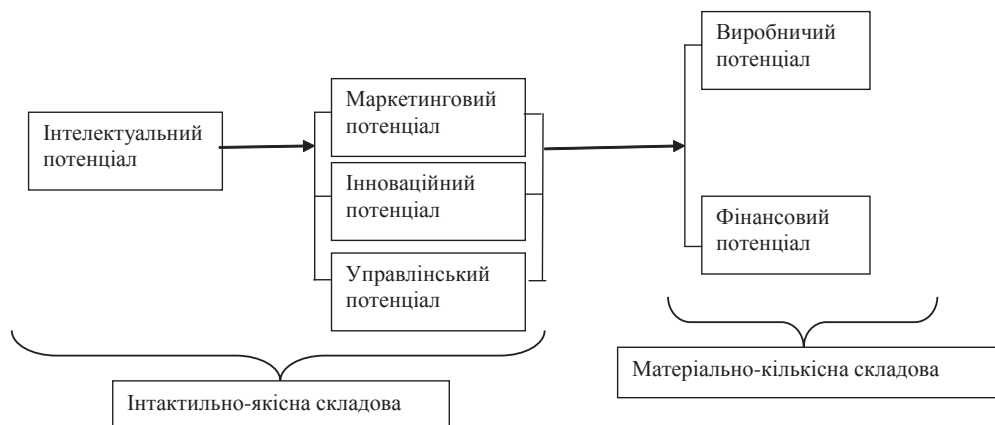 Інтелектуальний
потенціал
Маркетинговий
потенціал
Інноваційний
потенціал
Управлінський
потенціал
Виробничий
потенціал
Фінансовий
потенціал
Інтактильно-якісна складова
Матеріально-кількісна складова